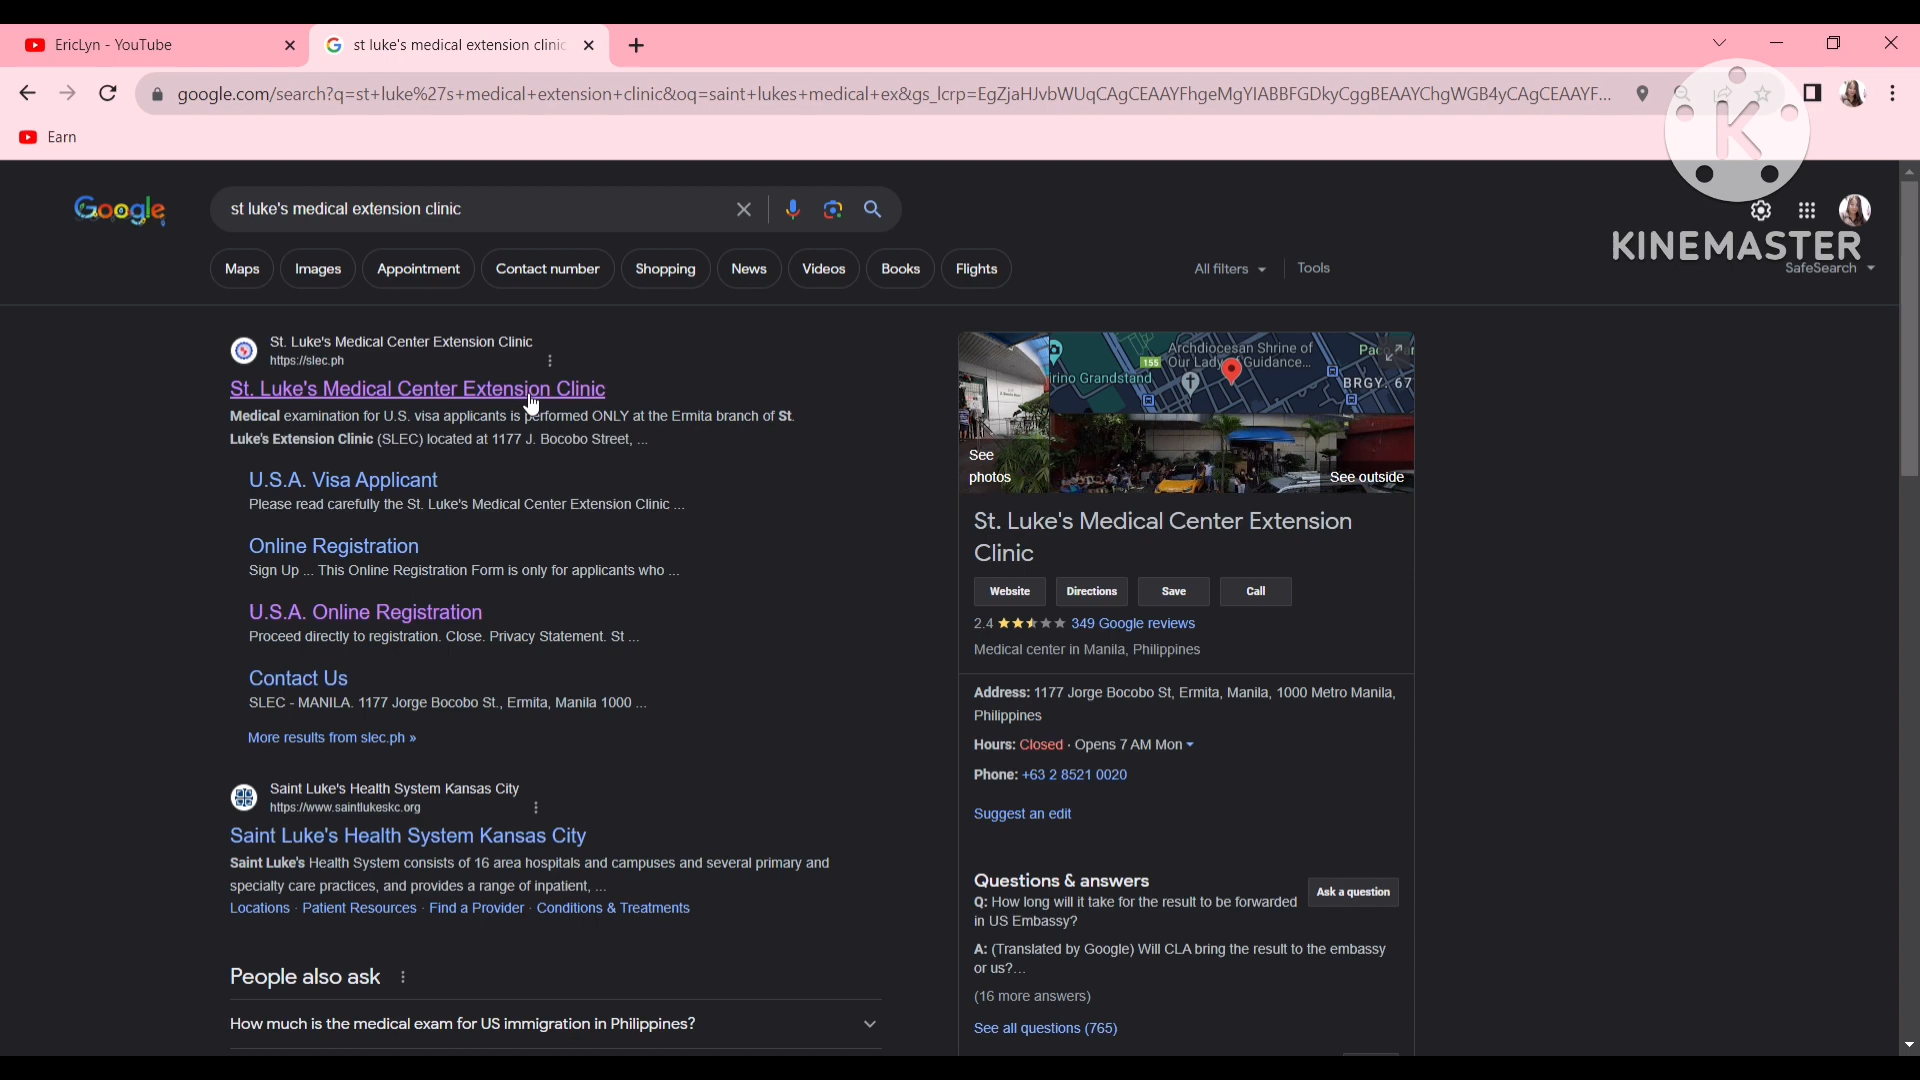 EricLyn - YouTube
st luke's medical extension clinic
google.com/search?q=st+luke%27s+medical+extension+clinic&oq=saint+lukes+medical+ex&gs_lcrp=EgZjaHJvbWUqCAgCEAAYFhgeMgYIABBFGDkyCggBEAAYChgWGB4yCAgCEAAYF...
Earn
K
KINEMASTER
Google
st luke's medical extension clinic
Maps
Images
Appointment
Contact number
Shopping
News
Videos
Books
Flights
All filters
Tools
SafeSearch
St. Luke's Medical Center Extension Clinic
https://slec.ph
St. Luke's Medical Center Extension Clinic
Medical examination for U.S. visa applicants is performed ONLY at the Ermita branch of St.
Luke's Extension Clinic (SLEC) located at 1177 J. Bocobo Street, ...
U.S.A. Visa Applicant
Please read carefully the St. Luke's Medical Center Extension Clinic ...
Online Registration
Sign Up ... This Online Registration Form is only for applicants who ...
U.S.A. Online Registration
Proceed directly to registration. Close. Privacy Statement. St ...
Contact Us
SLEC - MANILA. 1177 Jorge Bocobo St., Ermita, Manila 1000 ...
More results from slec.ph »
Saint Luke's Health System Kansas City
https://www.saintlukeskc.org
Saint Luke's Health System Kansas City
Saint Luke's Health System consists of 16 area hospitals and campuses and several primary and
specialty care practices, and provides a range of inpatient, ...
Locations · Patient Resources · Find a Provider · Conditions & Treatments
People also ask
How much is the medical exam for US immigration in Philippines?
Archdiocesan Shrine of
Our Lady of Guidance...
155
irino Grandstand
BRGY. 67
See
photos
See outside
St. Luke's Medical Center Extension
Clinic
Website
Directions
Save
Call
2.4 349 Google reviews
Medical center in Manila, Philippines
Address: 1177 Jorge Bocobo St, Ermita, Manila, 1000 Metro Manila,
Philippines
Hours: Closed · Opens 7 AM Mon
Phone: +63 2 8521 0020
Suggest an edit
Questions & answers
Ask a question
Q: How long will it take for the result to be forwarded
in US Embassy?
A: (Translated by Google) Will CLA bring the result to the embassy
or us?...
(16 more answers)
See all questions (765)